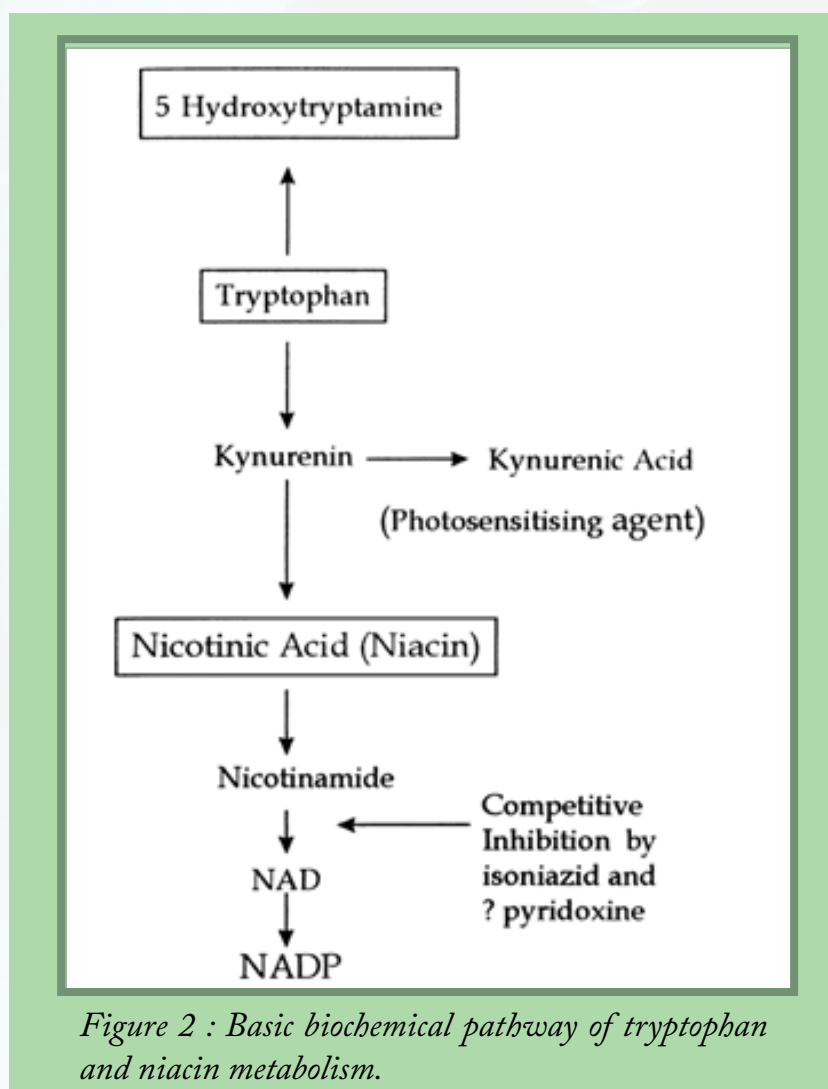 5 Hydroxytryptamine
Tryptophan
Kynurenin
Kynurenic Acid
(Photosensitising agent)
Nicotinic Acid (Niacin)
Nicotinamide
Competitive
Inhibition by
isoniazid and
? pyridoxine
NAD
NADP
Figure 2 : Basic biochemical pathway of tryptophan
and niacin metabolism.